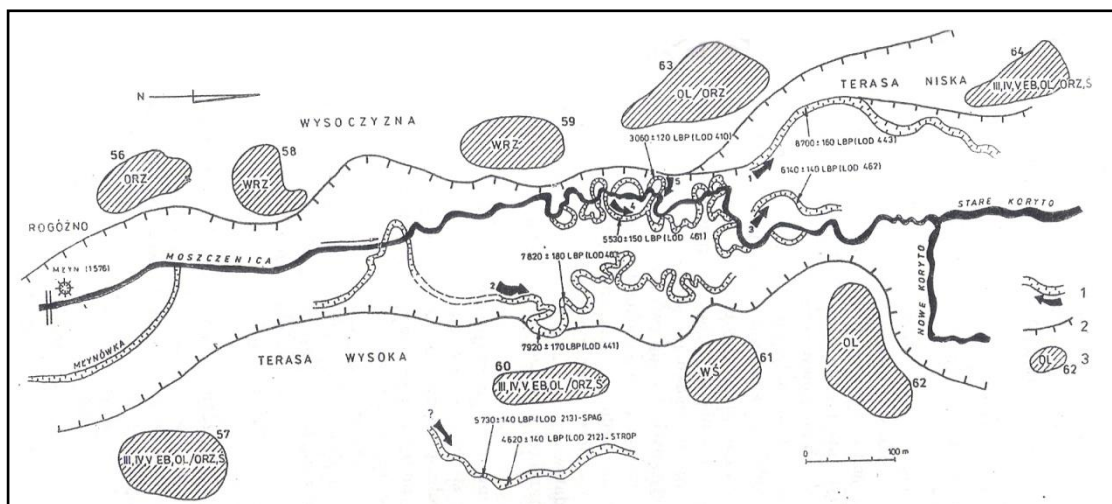 63
64
OL/ORZ
TERASA NISKA
III, IV, V EB, OL/ORZ, Ś
N
WYSOCZYZNA
59
WRZ
3060±120 LBP (LOD 410)
8700±160 LBP (LOD 443)
56
ORZ
58
WRZ
1
6140±140 LBP (LOD 462)
5
4
3
ROGÓŹNO
STARE KORYTO
5530±150 LBP (LOD 461)
MOSZCZENICA
MŁYN (1576)
7820±180 LBP (LOD
2
1
NOWE KORYTO
2
MŁYNÓWKA
7920±170 LBP (LOD 441)
TERASA WYSOKA
OL
OL
3
62
60
61
III, IV, V EB, OL/ORZ, Ś
WŚ
62
?
5730±140 LBP (LOD 213)-SPĄG
57
4620±140 LBP (LOD 212)-STROP
III, IV, V EB, OL/ORZ, Ś
0 100 m